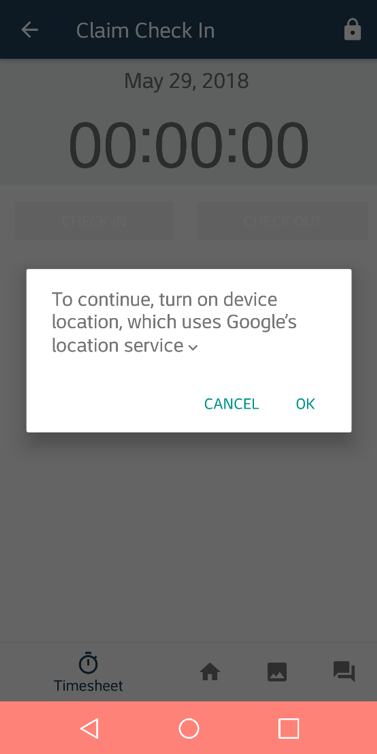 Claim Check In
May 29, 2018
00:00:00
CHECK IN
CHECK OUT
To continue, turn on device
location, which uses Google's
location service
CANCEL
OK
Timesheet